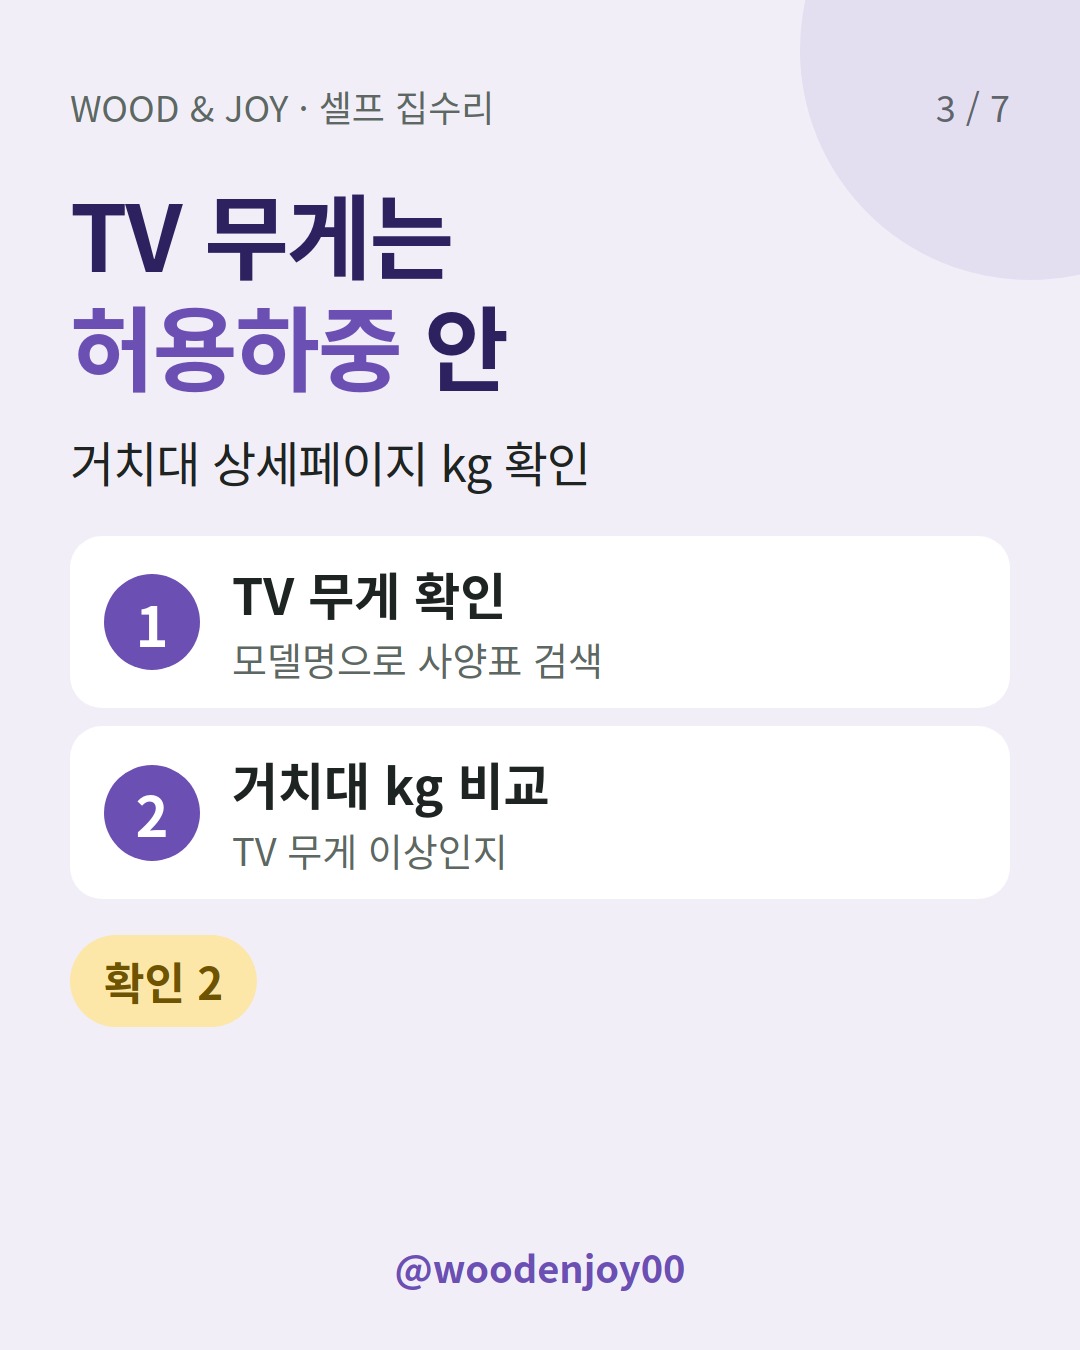 WOOD & JOY · 셀프 집수리
3 / 7
TV 무게는
허용하중 안
거치대 상세페이지 kg 확인
1
TV 무게 확인
모델명으로 사양표 검색
2
거치대 kg 비교
TV 무게 이상인지
확인 2
@woodenjoy00